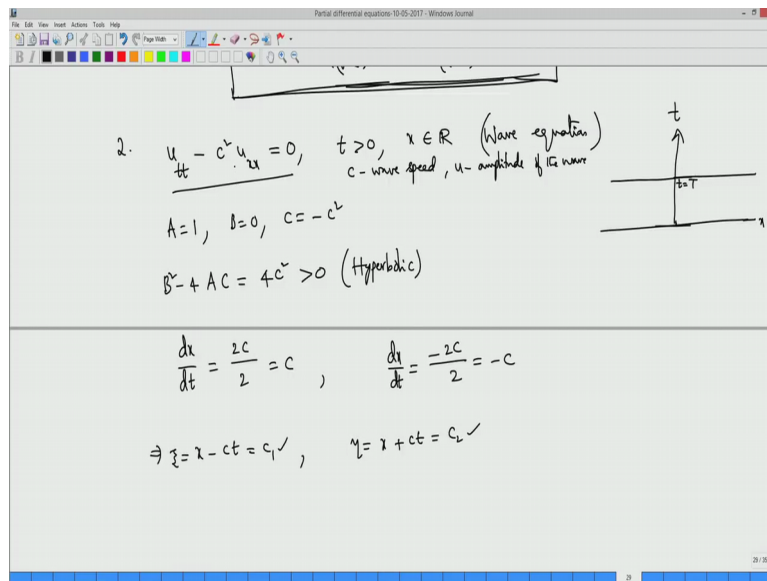 Partial differential equations-10-05-2017 - Windows Journal
File Edit View Insert Actions Tools Help
Page Width
B I
2. u_tt - c² u_xx = 0, t>0, x ∈ ℝ (Wave equation)
c - wave speed, u - amplitude of the wave
A=1, B=0, C=-c²
B²-4AC = 4c² >0 (Hyperbolic)
t
t=T
x
dx/dt = 2c/2 = c, dx/dt = -2c/2 = -c
⇒ ξ = x - ct = c₁ ✓, η = x + ct = c₂ ✓
29 / 35
29